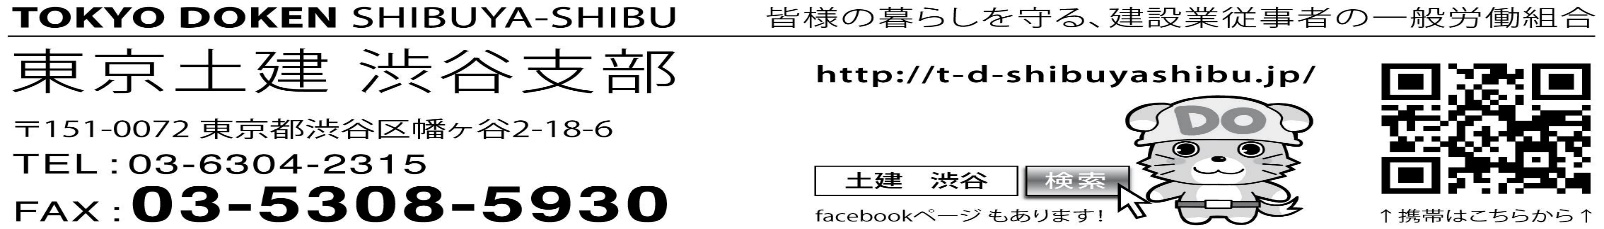 TOKYO DOKEN SHIBUYA-SHIBU
皆様の暮らしを守る、建設業従事者の一般労働組合
東京土建 渋谷支部
〒151-0072 東京都渋谷区幡ヶ谷2-18-6
TEL:03-6304-2315
FAX:03-5308-5930
http://t-d-shibuyashibu.jp/
DO
土建　渋谷 検索
facebookページ もあります!
↑携帯はこちらから↑